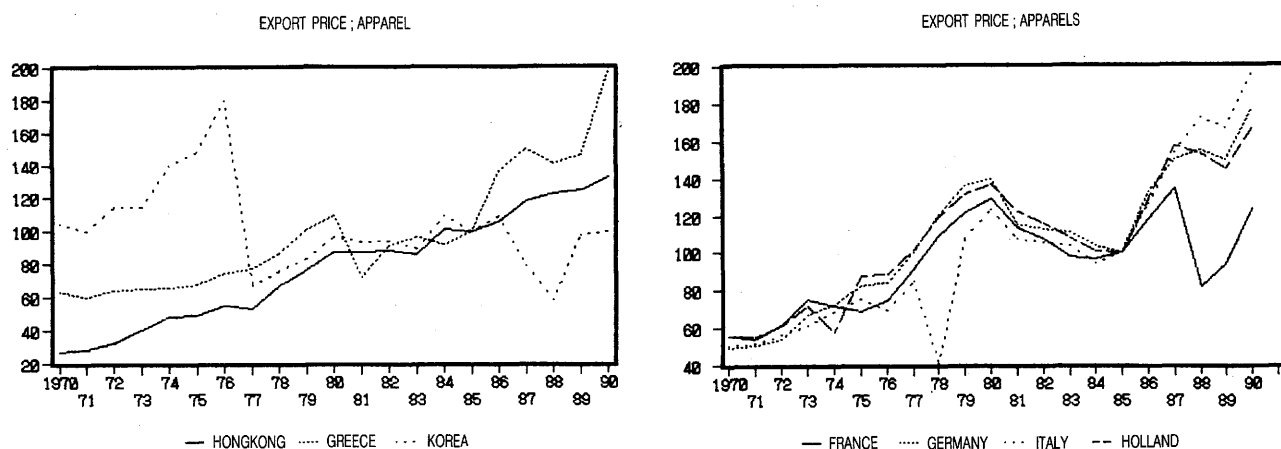 EXPORT PRICE ; APPAREL
200
180
160
140
120
100
80
60
40
20
1970 72 74 76 78 80 82 84 86 88 90
71 73 75 77 79 81 83 85 87 89
HONGKONG GREECE KOREA
EXPORT PRICE ; APPARELS
200
180
160
140
120
100
80
60
40
1970 72 74 76 78 80 82 84 86 88 90
71 73 75 77 79 81 83 85 87 89
FRANCE GERMANY ITALY HOLLAND